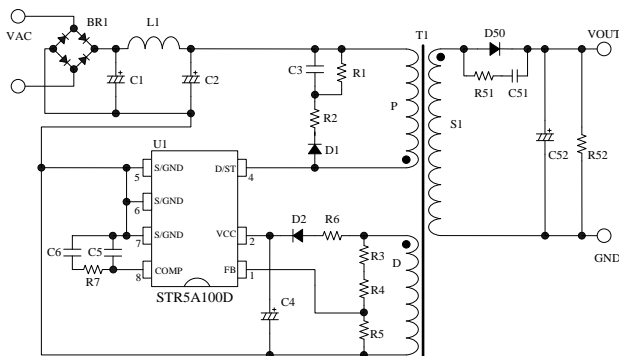 VAC
BR1
L1
C1
C2
C3
R1
R2
D1
P
T1
S1
D50
R51
C51
C52
R52
VOUT
GND
U1
S/GND
5
D/ST
4
S/GND
6
S/GND
7
VCC
2
COMP
8
FB
1
STR5A100D
C6
C5
R7
D2
R6
C4
R3
R4
R5
D